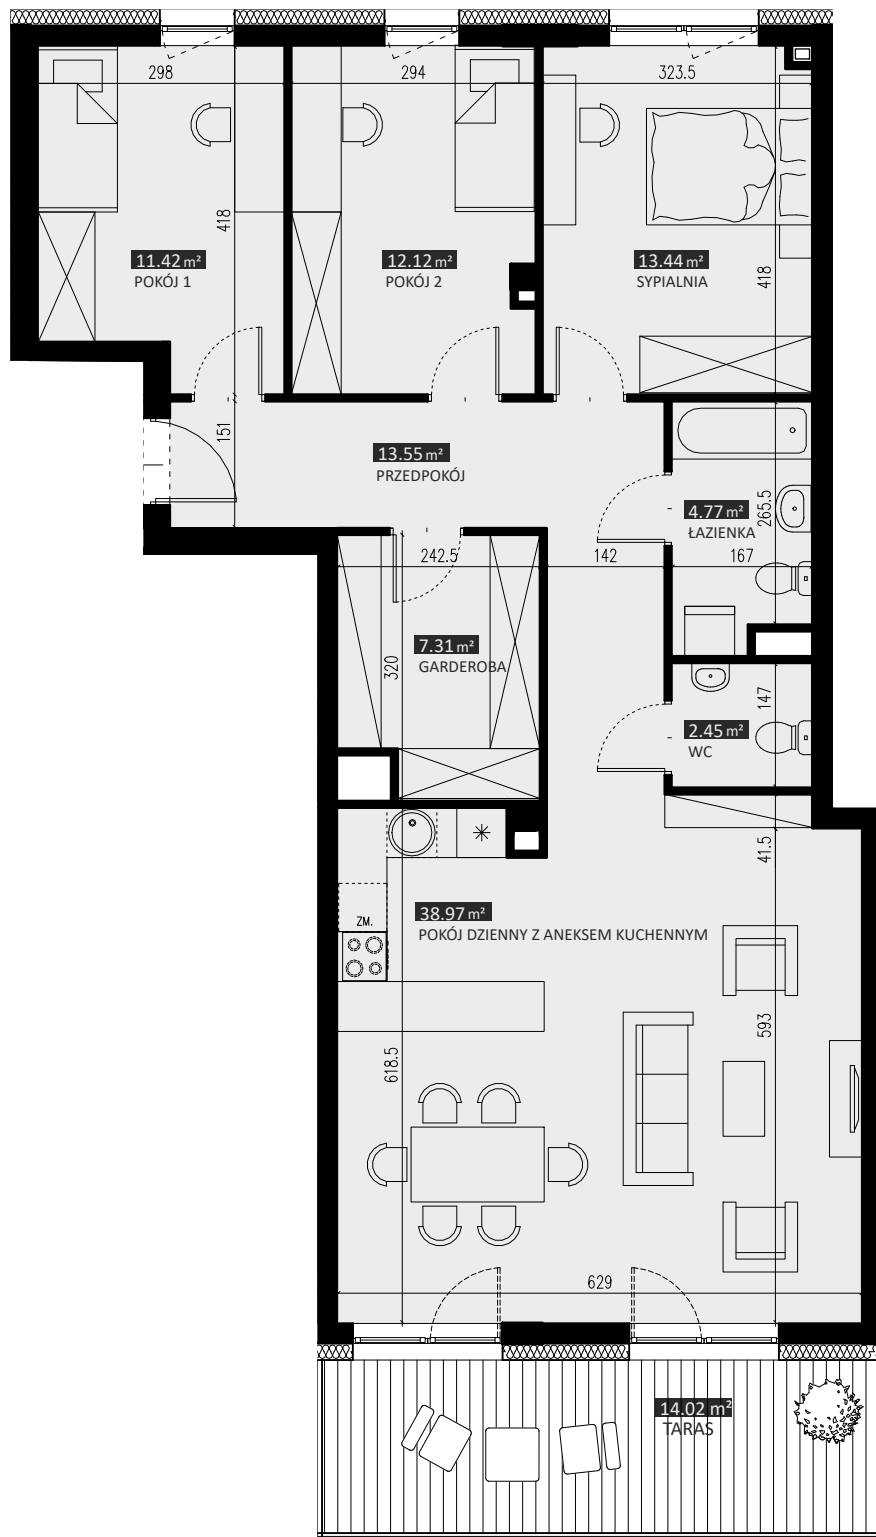 298
294
323.5
418
11.42 m²
POKÓJ 1
12.12 m²
POKÓJ 2
13.44 m²
SYPIALNIA
418
151
13.55 m²
PRZEDPOKÓJ
4.77 m²
ŁAZIENKA
265.5
242.5
142
167
7.31 m²
GARDEROBA
320
147
2.45 m²
WC
41.5
38.97 m²
POKÓJ DZIENNY Z ANEKSEM KUCHENNYM
ZM.
593
618.5
629
14.02 m²
TARAS